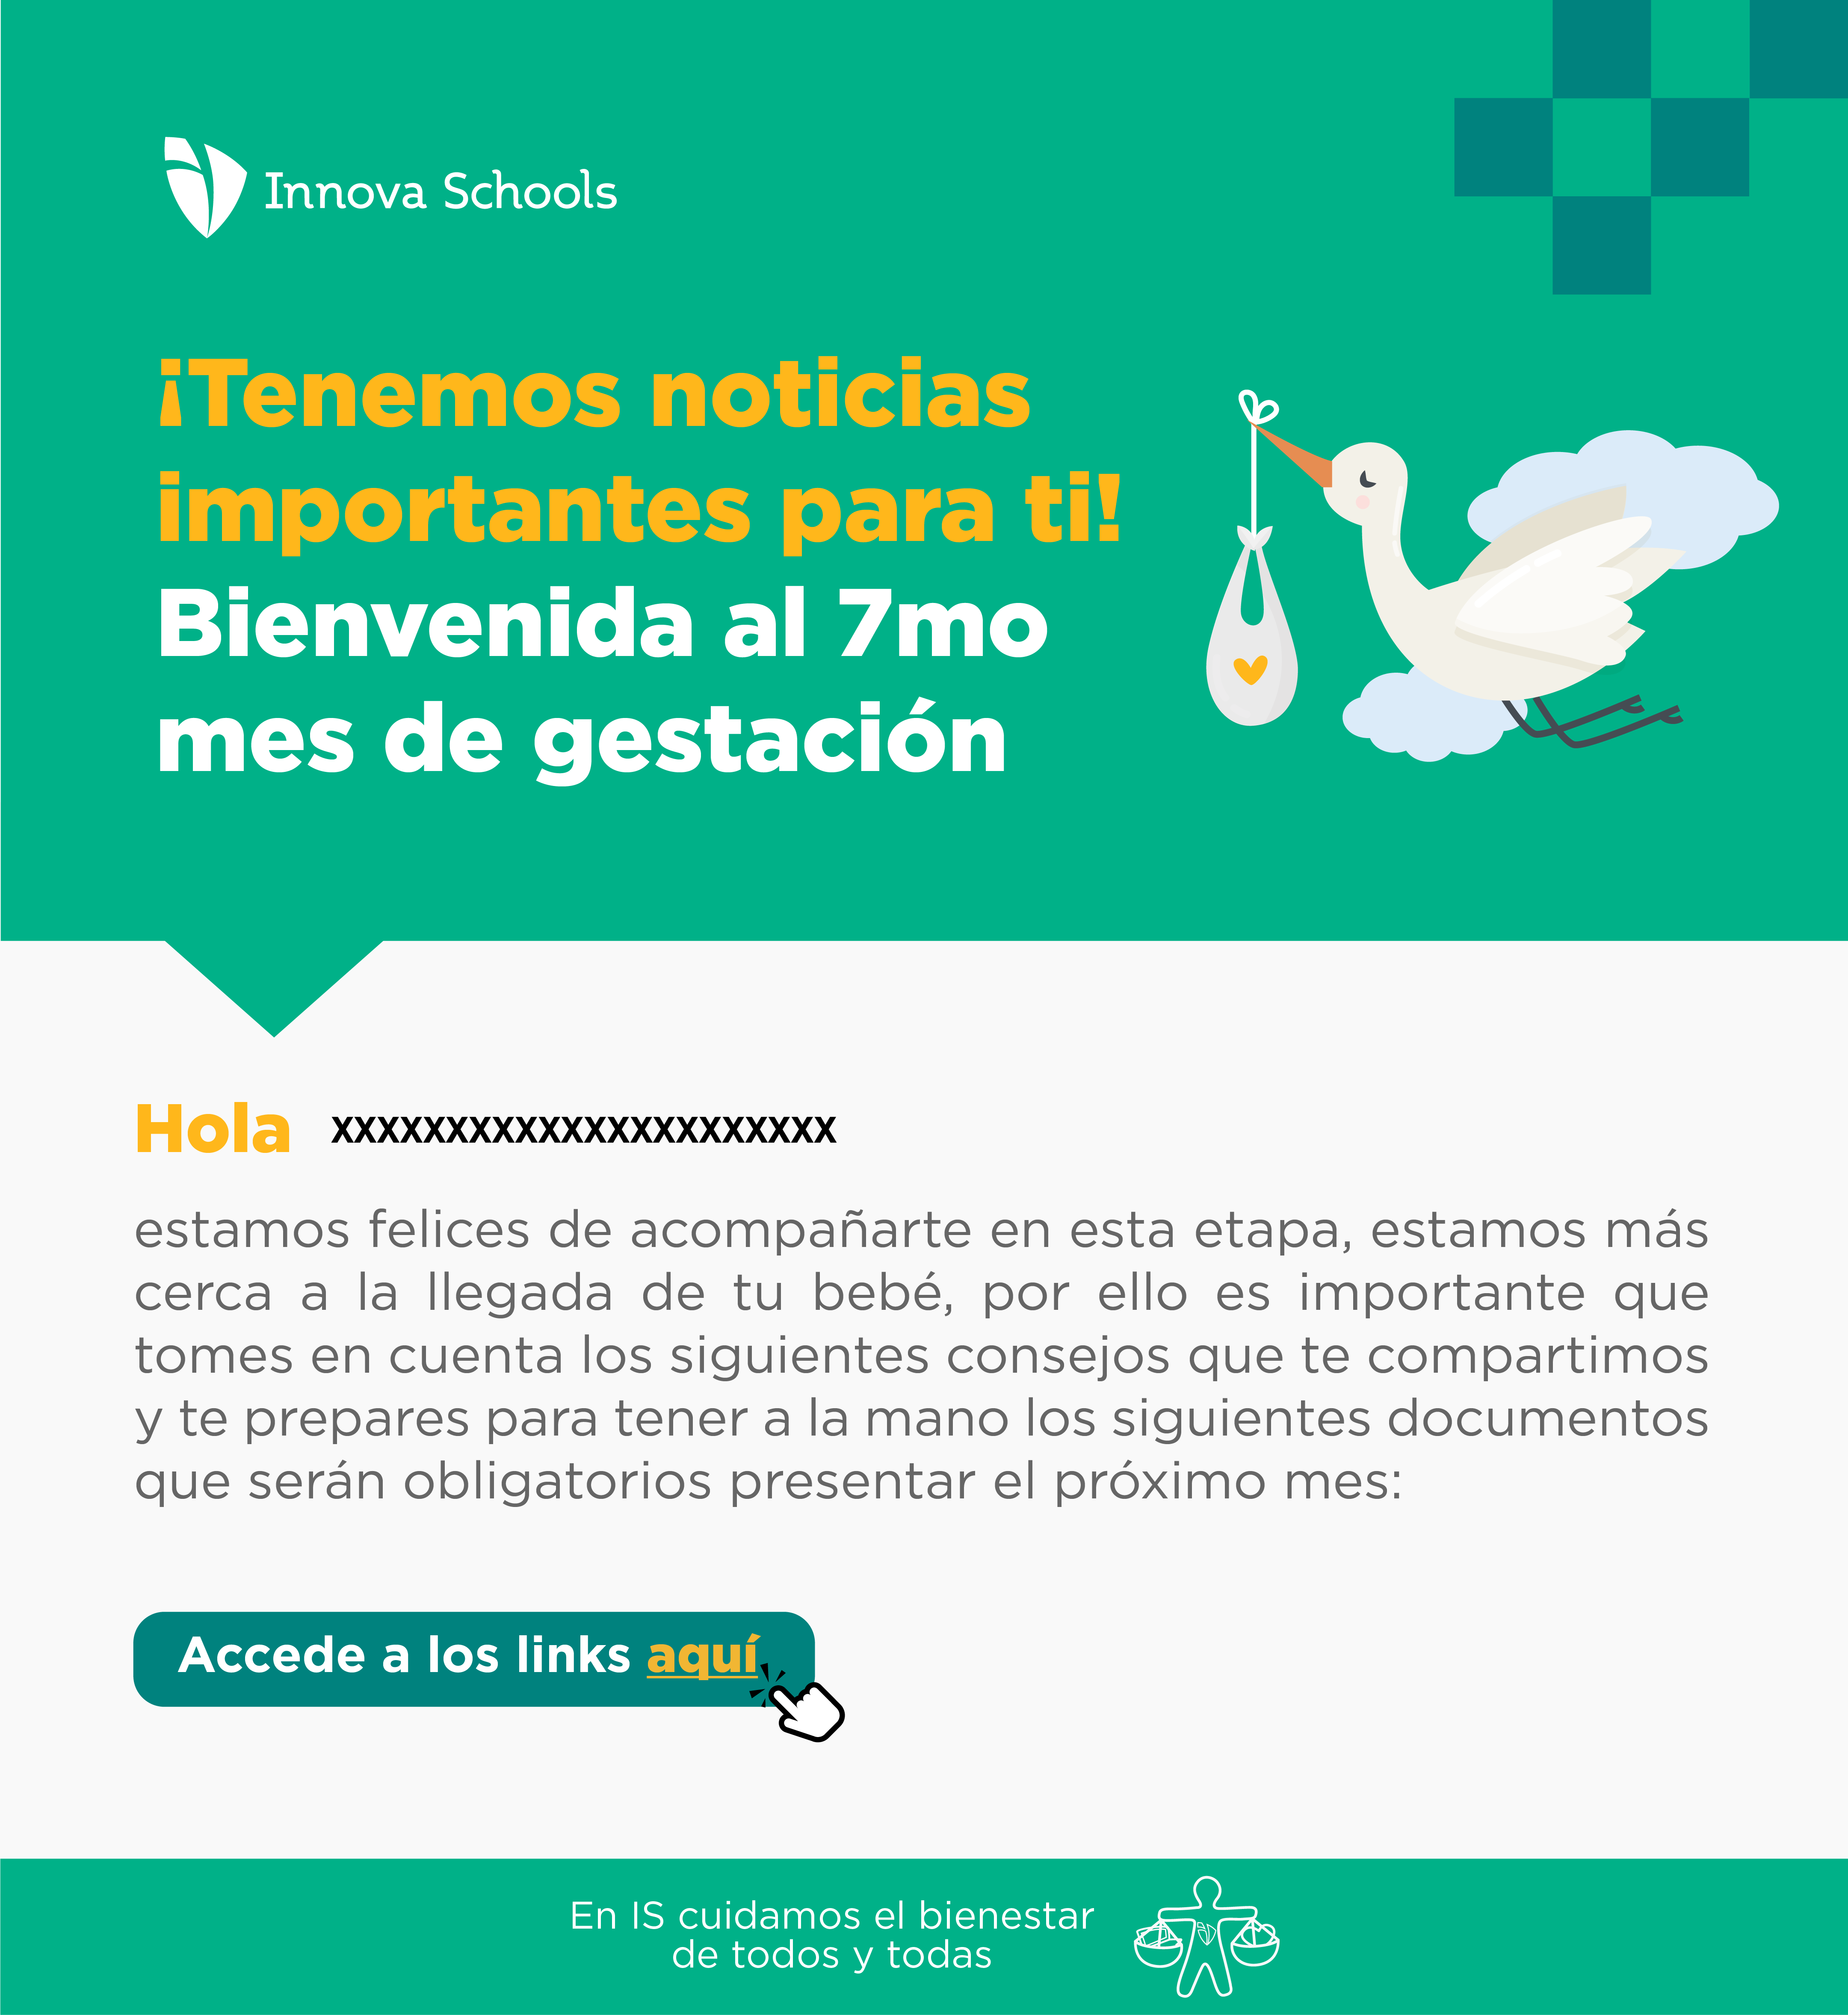 Innova Schools
¡Tenemos noticias
importantes para ti!
Bienvenida al 7mo
mes de gestación
Hola xxxxxxxxxxxxxxxxxxxxxx
estamos felices de acompañarte en esta etapa, estamos más
cerca a la llegada de tu bebé, por ello es importante que
tomes en cuenta los siguientes consejos que te compartimos
y te prepares para tener a la mano los siguientes documentos
que serán obligatorios presentar el próximo mes:
Accede a los links aquí
En IS cuidamos el bienestar
de todos y todas